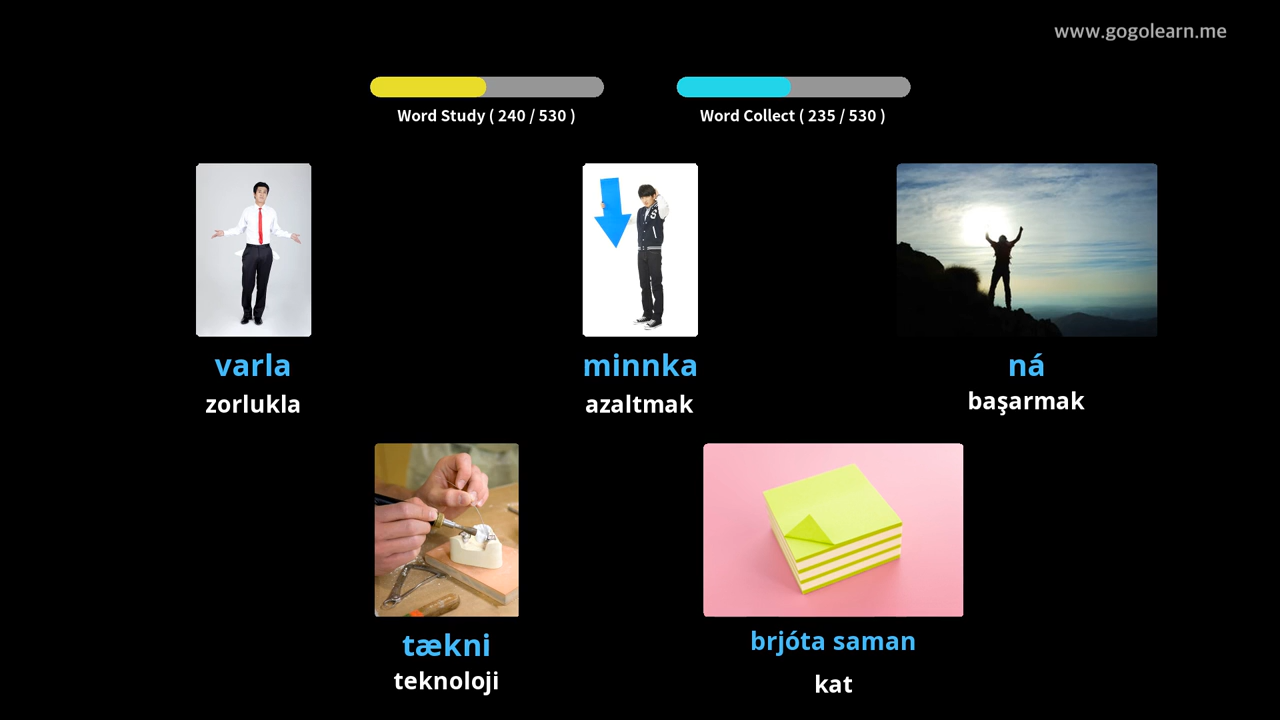 www.gogolearn.me
Word Study ( 240 / 530 )
Word Collect ( 235 / 530 )
varla
zorlukla
minnka
azaltmak
ná
başarmak
tækni
teknoloji
brjóta saman
kat